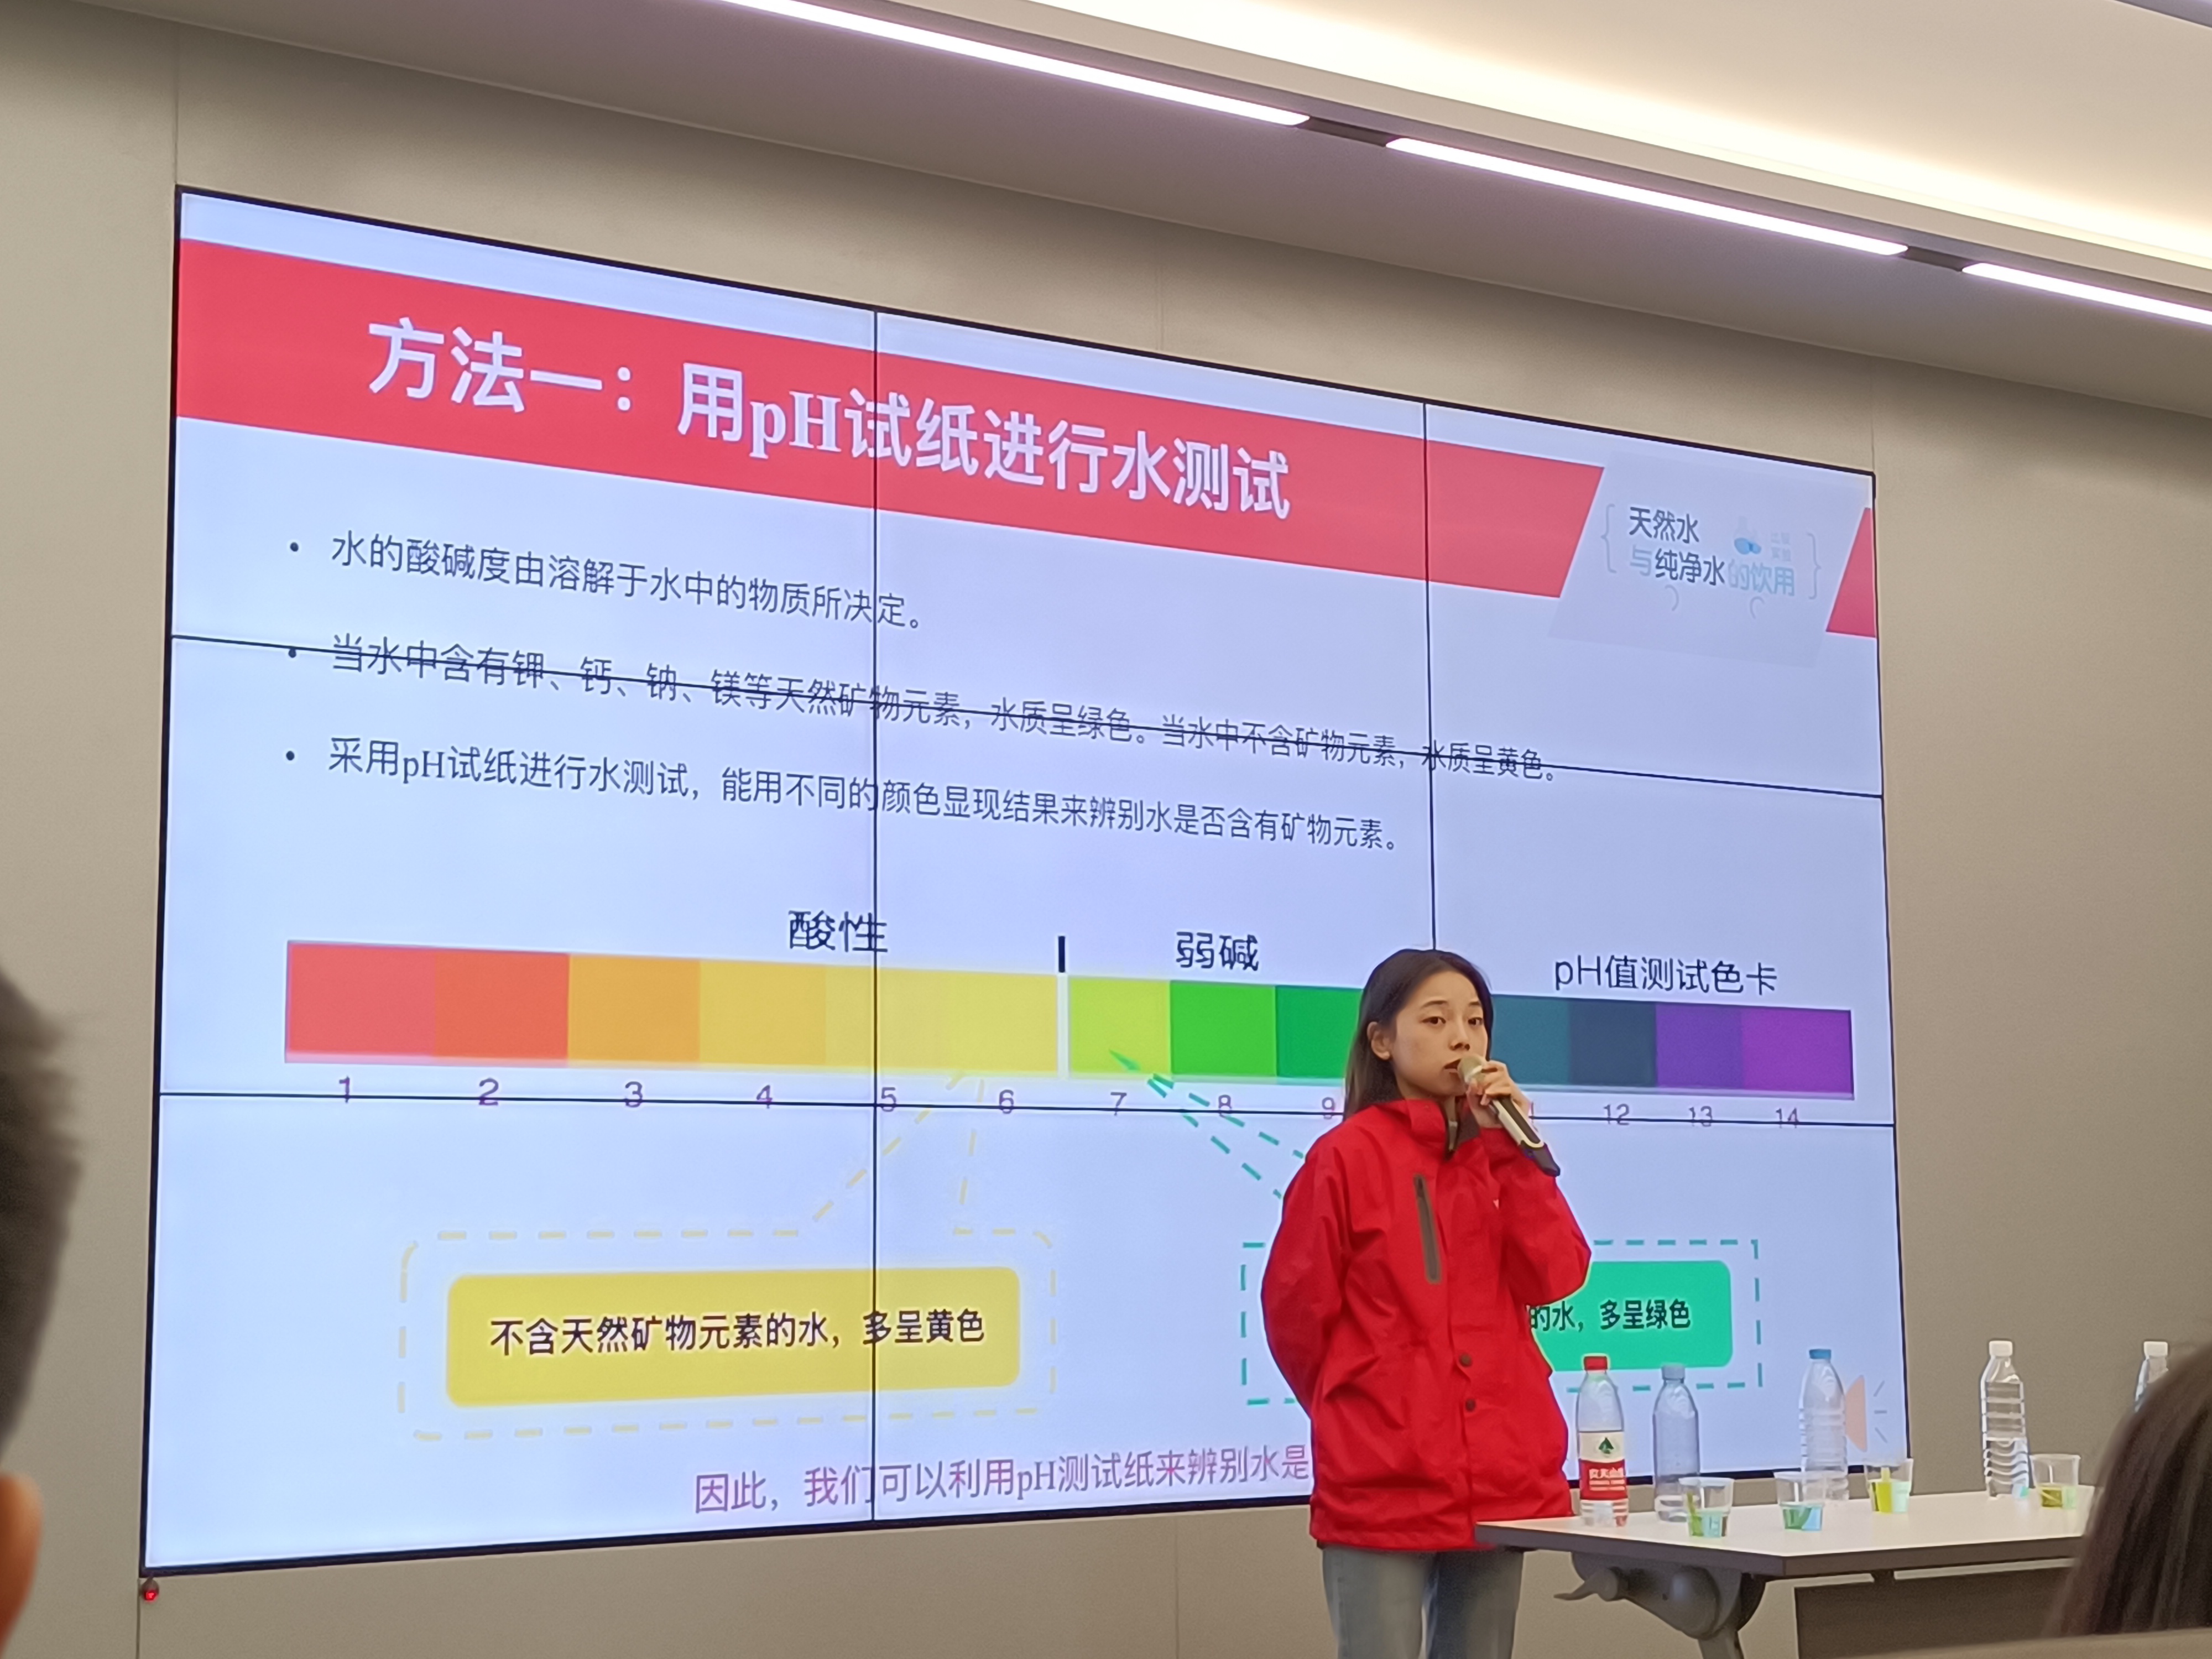 方法一：用pH试纸进行水测试
天然水
与纯净水的饮用
• 水的酸碱度由溶解于水中的物质所决定。
• 当水中含有钾、钙、钠、镁等天然矿物元素，水质呈绿色。当水中不含矿物元素，水质呈黄色。
• 采用pH试纸进行水测试，能用不同的颜色显现结果来辨别水是否含有矿物元素。
酸性
弱碱
pH值测试色卡
1 2 3 4 5 6 7 8 9 12 13 14
不含天然矿物元素的水，多呈黄色
的水，多呈绿色
因此，我们可以利用pH测试纸来辨别水是
农夫山泉